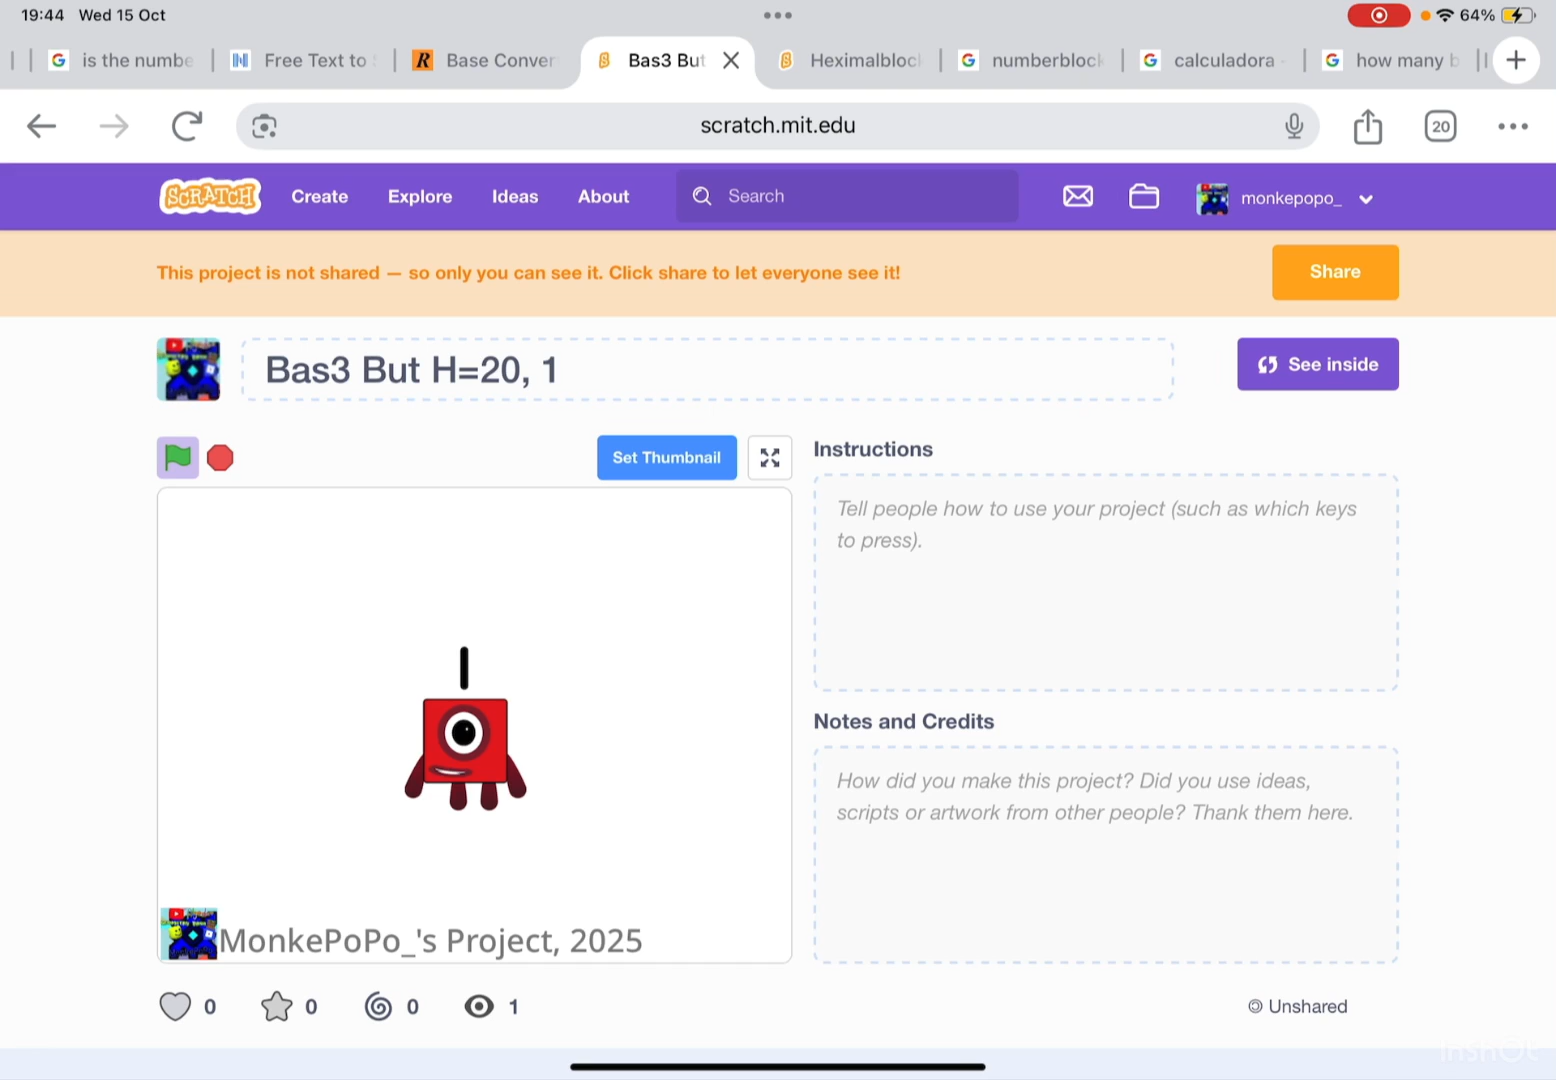 19:44 Wed 15 Oct
64%
is the numbe
Free Text to
Base Conver
Bas3 But
Heximalbloc
numberblock
calculadora
how many b
scratch.mit.edu
20
SCRATCH
Create
Explore
Ideas
About
Search
monkepopo_
This project is not shared — so only you can see it. Click share to let everyone see it!
Share
Bas3 But H=20, 1
See inside
Set Thumbnail
Instructions
Tell people how to use your project (such as which keys
to press).
1
MonkePoPo_'s Project, 2025
Notes and Credits
How did you make this project? Did you use ideas,
scripts or artwork from other people? Thank them here.
0
0
0
1
Unshared
InShOt